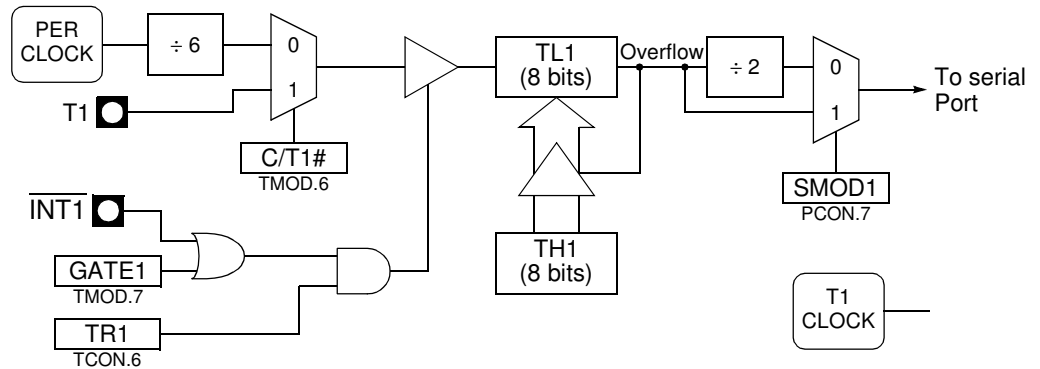 PER
CLOCK
÷ 6
0
1
T1
C/T1#
TMOD.6
TL1
(8 bits)
Overflow
÷ 2
0
1
To serial
Port
SMOD1
PCON.7
INT1
GATE1
TMOD.7
TR1
TCON.6
TH1
(8 bits)
T1
CLOCK